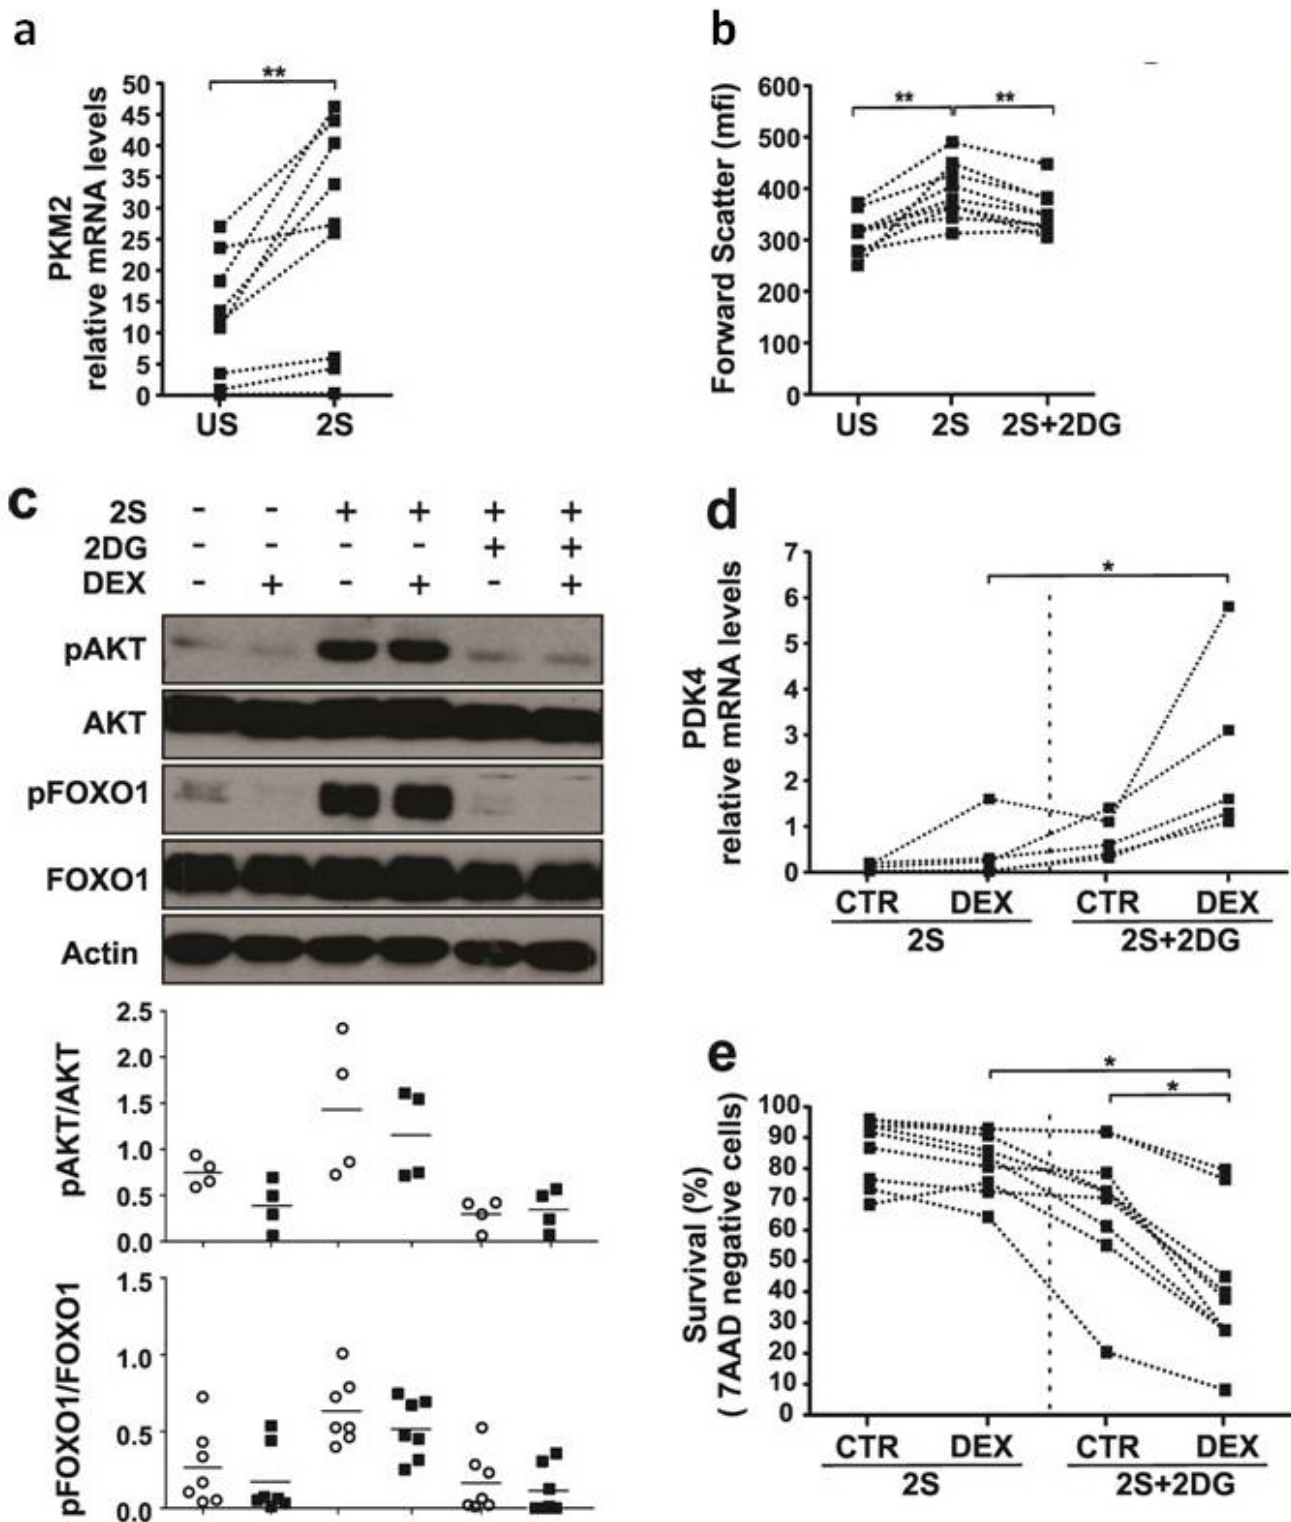 a
**
PKM2
relative mRNA levels
50
45
40
35
30
25
20
15
10
5
0
US 2S
b
** **
Forward Scatter (mfi)
600
500
400
300
200
100
0
US 2S 2S+2DG
c
2S - - + + + +
2DG - - - - + +
DEX - + - + - +
pAKT
AKT
pFOXO1
FOXO1
Actin
pAKT/AKT
2.5
2.0
1.5
1.0
0.5
0.0
pFOXO1/FOXO1
1.5
1.0
0.5
0.0
d
*
PDK4
relative mRNA levels
7
6
5
4
3
2
1
0
CTR DEX CTR DEX
2S 2S+2DG
e
*
*
Survival (%)
( 7AAD negative cells)
100
90
80
70
50
40
30
20
10
0
CTR DEX CTR DEX
2S 2S+2DG